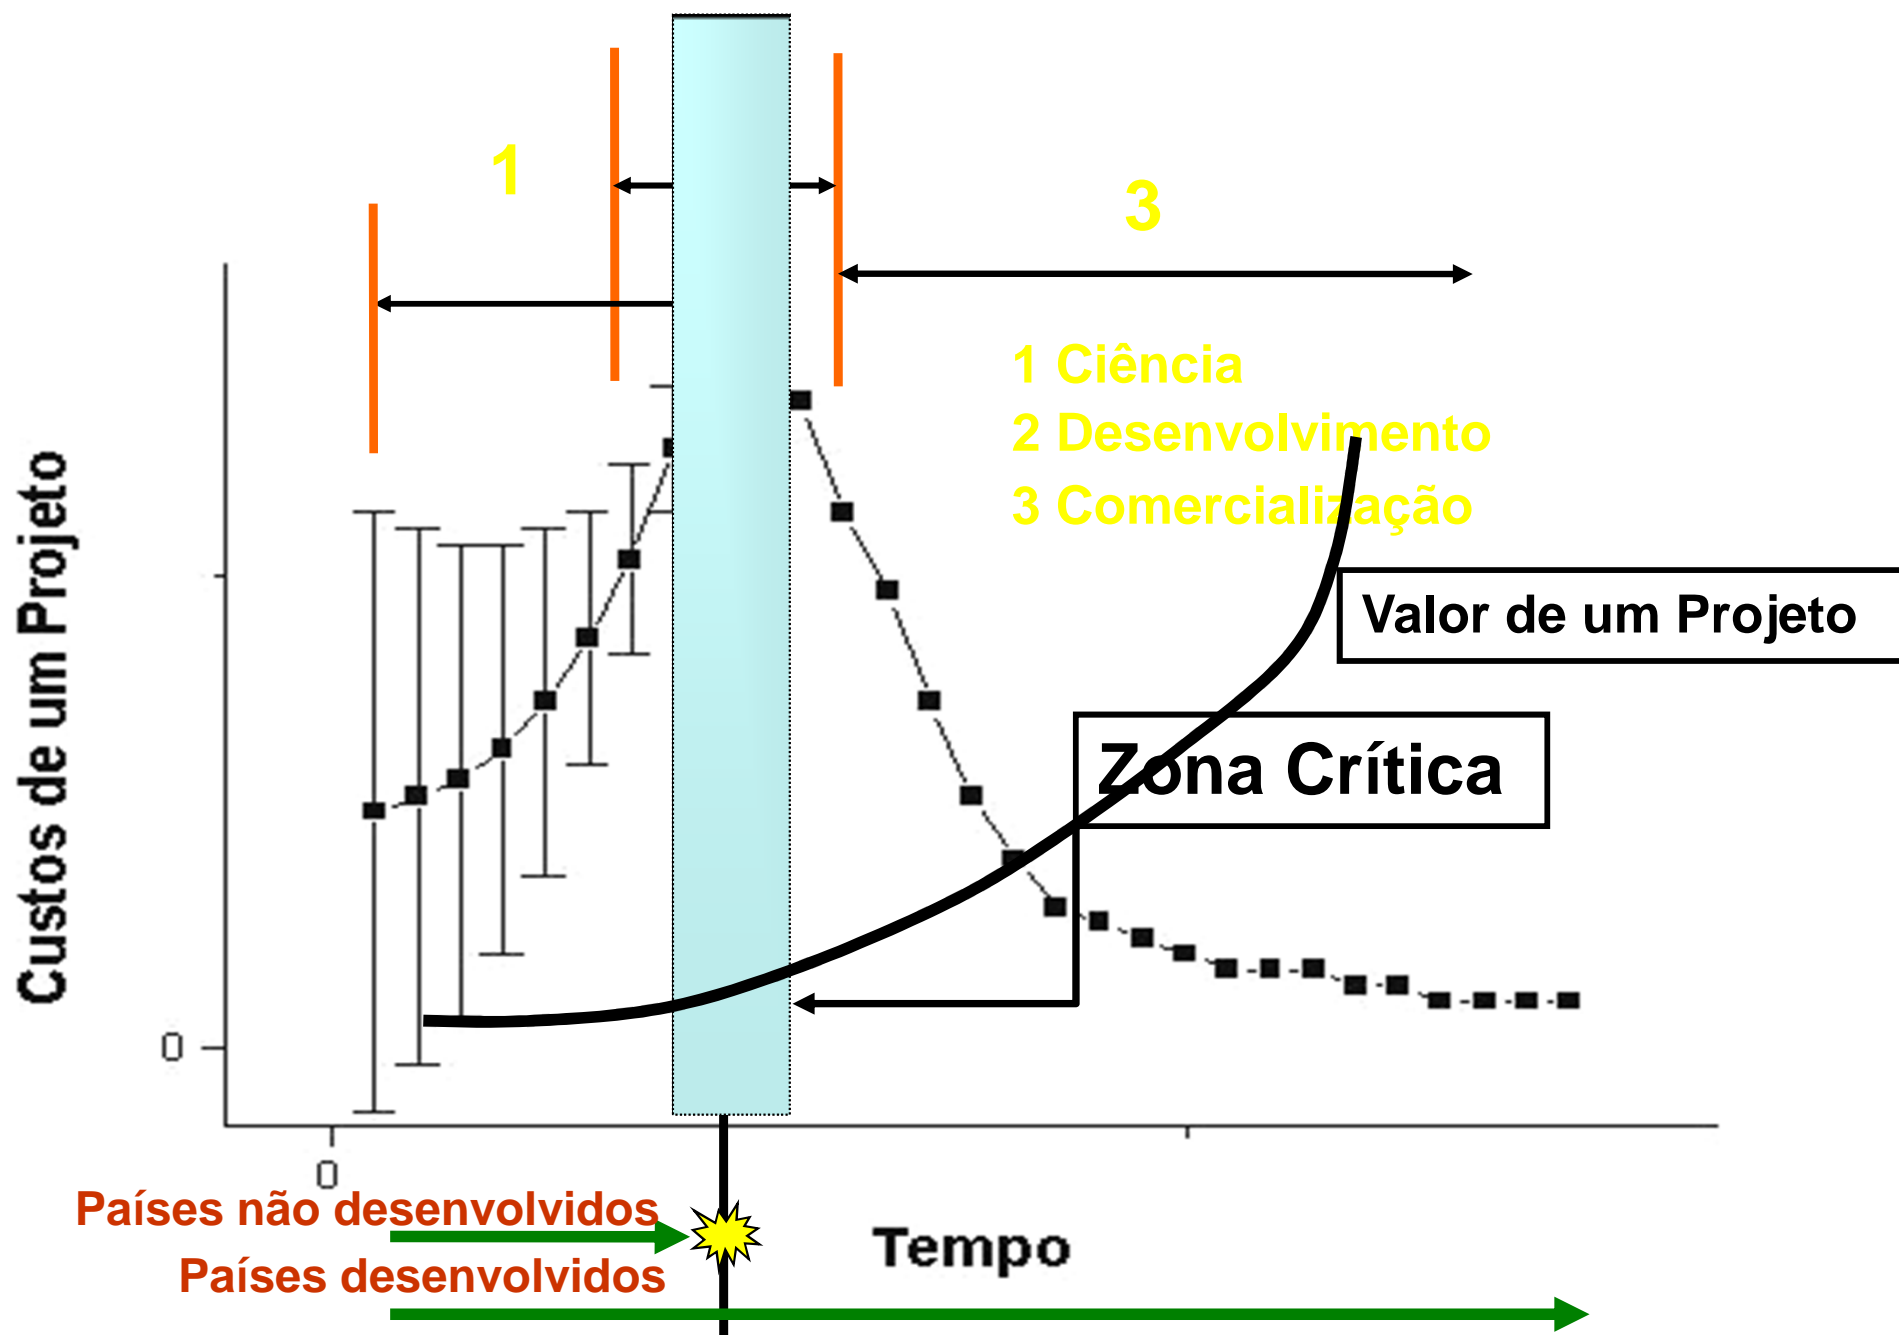 1
3
1 Ciência
2 Desenvolvimento
3 Comercialização
Custos de um Projeto
Valor de um Projeto
Zona Crítica
0
0
Países não desenvolvidos
Tempo
Países desenvolvidos